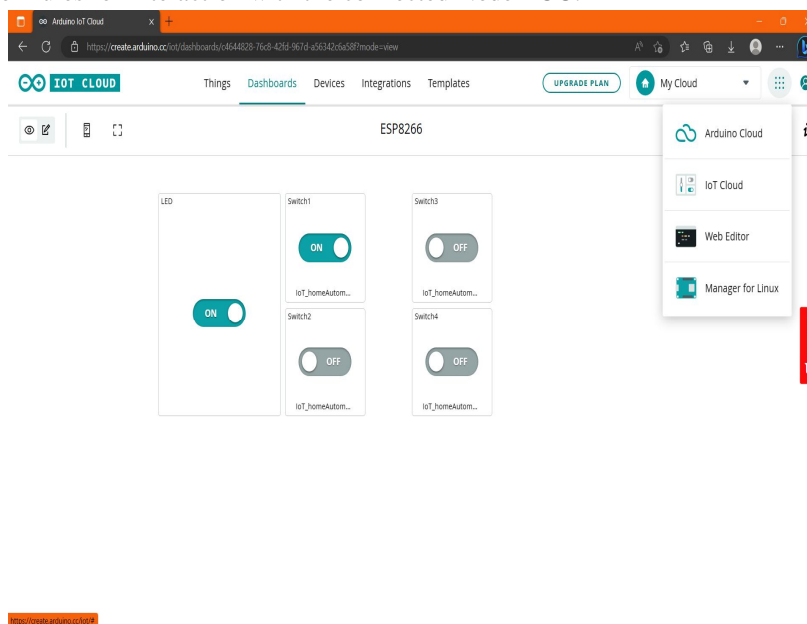 Arduino IoT Cloud
https://create.arduino.cc/iot/dashboards/c4644828-76c8-42fd-967d-a56342c6a58f?mode=view
IOT CLOUD
Things Dashboards Devices Integrations Templates
UPGRADE PLAN
My Cloud
ESP8266
Arduino Cloud
IoT Cloud
Web Editor
Manager for Linux
LED
ON
Switch1
ON
IoT_homeAutom...
Switch3
OFF
IoT_homeAutom...
Switch2
OFF
IoT_homeAutom...
Switch4
OFF
IoT_homeAutom...
https://create.arduino.cc/iot/#